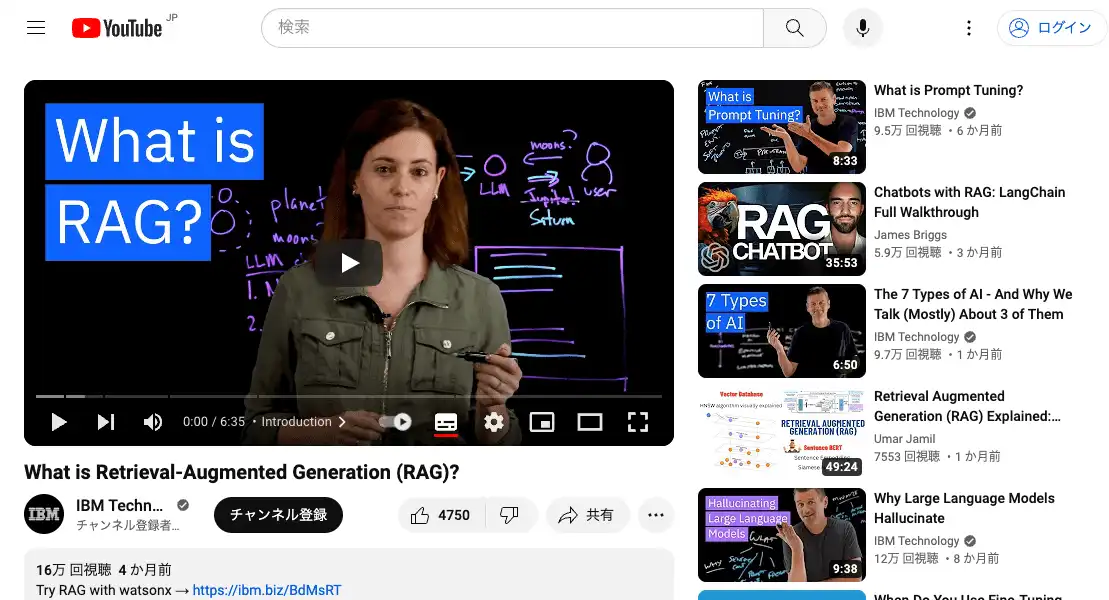 YouTube JP
検索
ログイン
What is
RAG?
planet
moons
LLM
1.
2.
LLM
moons?
Jupiter!
Saturn
user
0:00 / 6:35 • Introduction
What is Retrieval-Augmented Generation (RAG)?
IBM
IBM Techn...
チャンネル登録者...
チャンネル登録
4750
共有
16万 回視聴 4 か月前
Try RAG with watsonx → https://ibm.biz/BdMsRT
What is
Prompt Tuning?
8:33
What is Prompt Tuning?
IBM Technology
9.5万 回視聴 ・6 か月前
RAG
CHATBOT
35:53
Chatbots with RAG: LangChain
Full Walkthrough
James Briggs
5.9万 回視聴 ・3 か月前
7 Types
of AI
6:50
The 7 Types of AI - And Why We
Talk (Mostly) About 3 of Them
IBM Technology
9.7万 回視聴 ・1 か月前
Vector Database
HNSW algorithm visually explained
RETRIEVAL AUGMENTED
GENERATION (RAG)
Sentence BERT
49:24
Retrieval Augmented
Generation (RAG) Explained:...
Umar Jamil
7553 回視聴 ・1 か月前
Hallucinating
Large Language
Models
WHAT
WHY
9:38
Why Large Language Models
Hallucinate
IBM Technology
12万 回視聴 ・8 か月前
When Do You Use Fine-Tuning